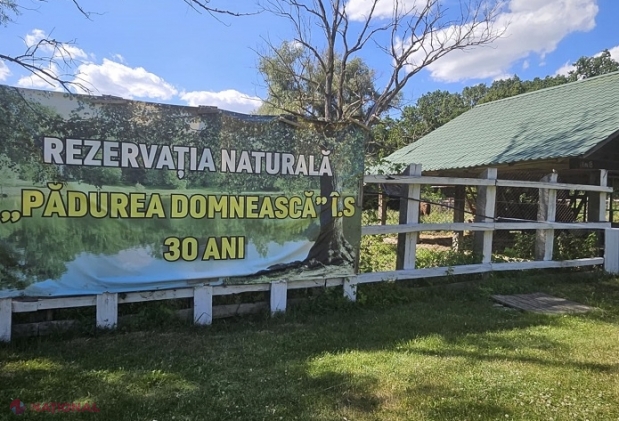 REZERVAȚIA NATURALĂ
„PĂDUREA DOMNEASCĂ" Î.S
30 ANI